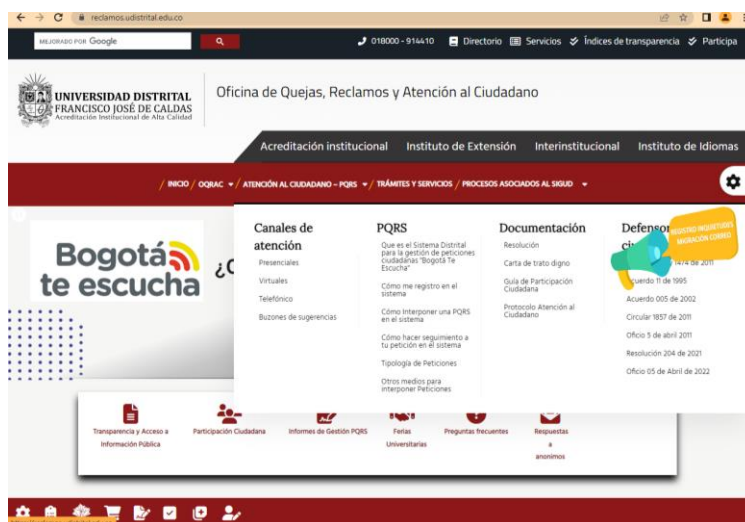 reclamos.udistrital.edu.co
MEJORADO POR Google
018000 - 914410
Directorio
Servicios
Índices de transparencia
Participa
UNIVERSIDAD DISTRITAL
FRANCISCO JOSÉ DE CALDAS
Acreditación Institucional de Alta Calidad
Oficina de Quejas, Reclamos y Atención al Ciudadano
Acreditación institucional
Instituto de Extensión
Interinstitucional
Instituto de Idiomas
/ INICIO / OQRAC / ATENCIÓN AL CIUDADANO – PQRS / TRÁMITES Y SERVICIOS / PROCESOS ASOCIADOS AL SIGUD
Bogotá
te escucha
¿C
Canales de
atención
Presenciales
Virtuales
Telefónico
Buzones de sugerencias
PQRS
Que es el Sistema Distrital
para la gestión de peticiones
ciudadanas "Bogotá Te
Escucha"
Cómo me registro en el
sistema
Cómo Interponer una PQRS
en el sistema
Cómo hacer seguimiento a
tu petición en el sistema
Tipología de Peticiones
Otros medios para
interponer Peticiones
Documentación
Resolución
Carta de trato digno
Guía de Participación
Ciudadana
Protocolo Atención al
Ciudadano
Defensor
1474 de 2011
Acuerdo 11 de 1995
Acuerdo 005 de 2002
Circular 1857 de 2011
Oficio 5 de abril 2011
Resolución 204 de 2021
Oficio 05 de Abril de 2022
REGISTRO INQUIETUDES
MIGRACIÓN CORREO
Transparencia y Acceso a
Información Pública
Participación Ciudadana
Informes de Gestión PQRS
Ferias
Universitarias
Preguntas frecuentes
Respuestas
a
anonimos